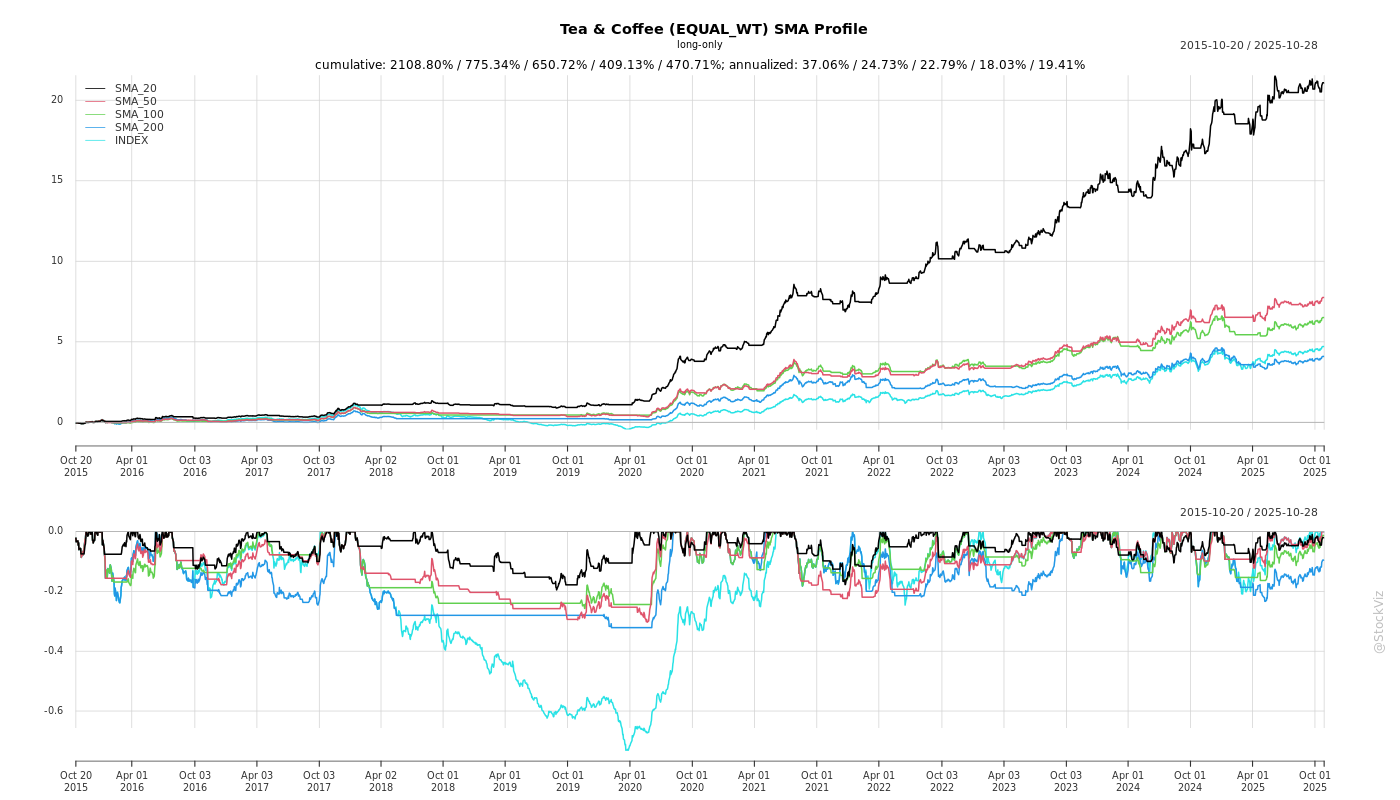 Tea & Coffee (EQUAL_WT) SMA Profile
long-only
2015-10-20 / 2025-10-28
cumulative: 2108.80% / 775.34% / 650.72% / 409.13% / 470.71%; annualized: 37.06% / 24.73% / 22.79% / 18.03% / 19.41%
SMA_20
SMA_50
SMA_100
SMA_200
INDEX
20
15
10
5
0
Oct 20 Apr 01 Oct 03 Apr 03 Oct 03 Apr 02 Oct 01 Apr 01 Oct 01 Apr 01 Oct 01 Apr 01 Oct 01 Apr 01 Oct 03 Apr 03 Oct 03 Apr 01 Oct 01 Apr 01 Oct 01
2015 2016 2016 2017 2017 2018 2018 2019 2019 2020 2020 2021 2021 2022 2022 2023 2023 2024 2024 2025 2025
2015-10-20 / 2025-10-28
0.0
-0.2
-0.4
-0.6
Oct 20 Apr 01 Oct 03 Apr 03 Oct 03 Apr 02 Oct 01 Apr 01 Oct 01 Apr 01 Oct 01 Apr 01 Oct 01 Apr 01 Oct 03 Apr 03 Oct 03 Apr 01 Oct 01 Apr 01 Oct 01
2015 2016 2016 2017 2017 2018 2018 2019 2019 2020 2020 2021 2021 2022 2022 2023 2023 2024 2024 2025 2025
@StockViz